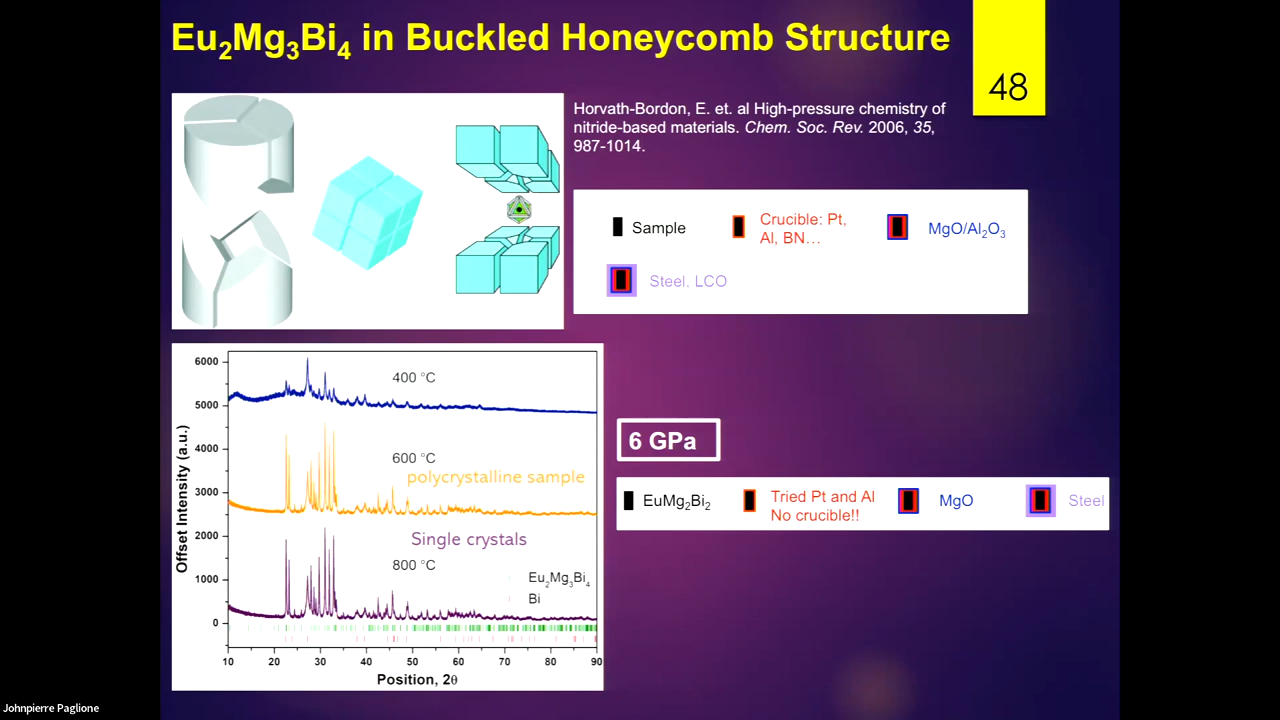 Eu₂Mg₃Bi₄ in Buckled Honeycomb Structure
48
Horvath-Bordon, E. et. al High-pressure chemistry of
nitride-based materials. Chem. Soc. Rev. 2006, 35,
987-1014.
Sample
Crucible: Pt,
Al, BN…
MgO/Al₂O₃
Steel, LCO
6000
5000
4000
3000
2000
1000
0
Offset Intensity (a.u.)
400 °C
600 °C
polycrystalline sample
Single crystals
800 °C
Eu₂Mg₃Bi₄
Bi
10 20 30 40 50 60 70 80 90
Position, 2θ
6 GPa
EuMg₂Bi₂
Tried Pt and Al
No crucible!!
MgO
Steel
Johnpierre Paglione